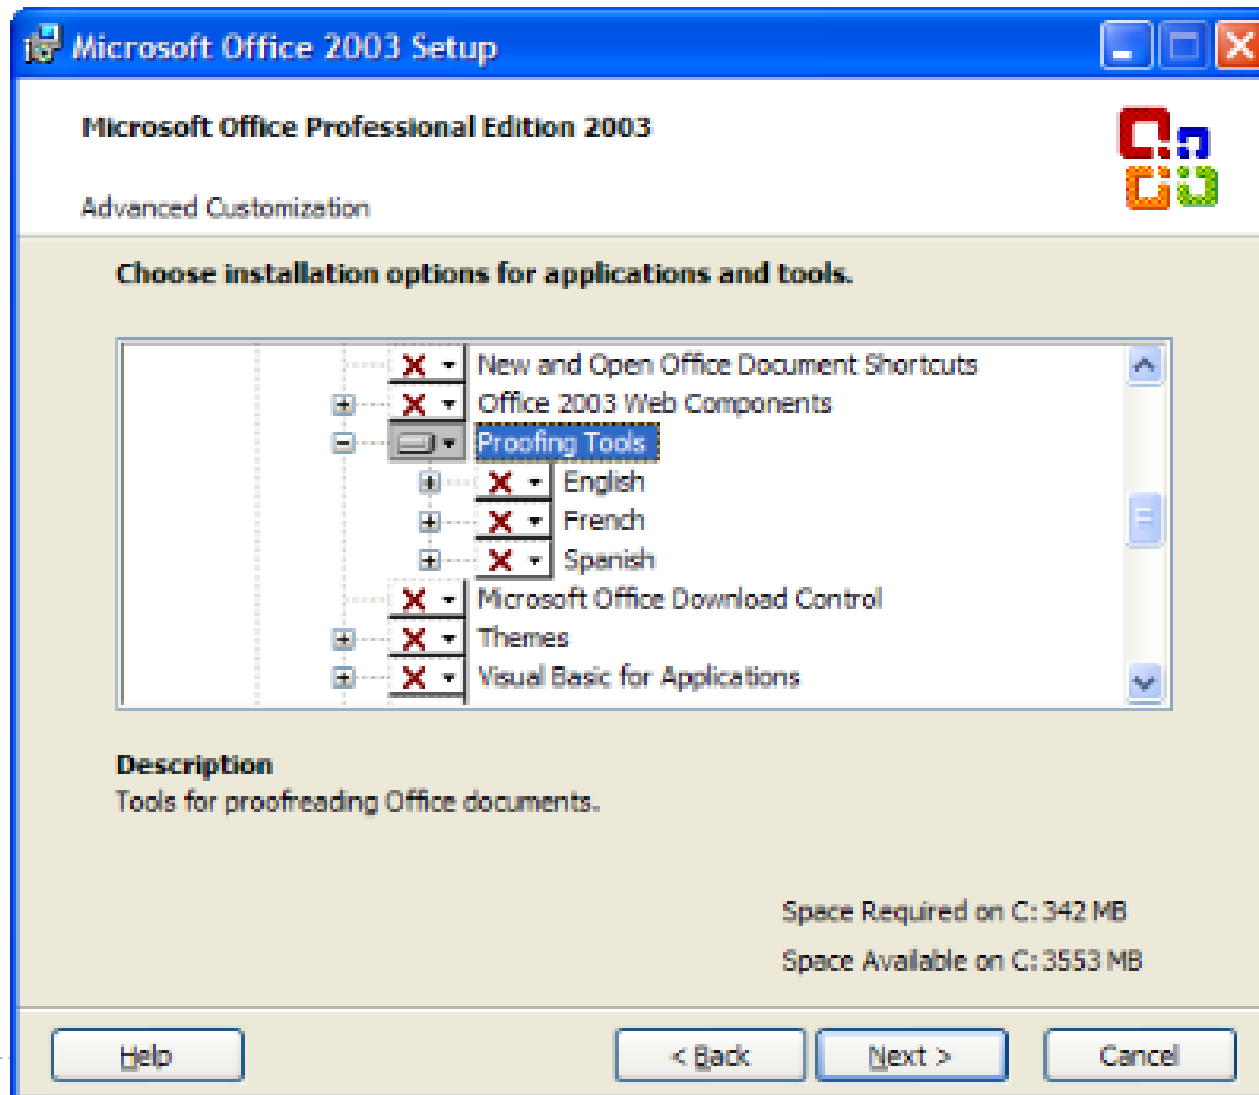 Microsoft Office 2003 Setup
Microsoft Office Professional Edition 2003
Advanced Customization
Choose installation options for applications and tools.
New and Open Office Document Shortcuts
Office 2003 Web Components
Proofing Tools
English
French
Spanish
Microsoft Office Download Control
Themes
Visual Basic for Applications
Description
Tools for proofreading Office documents.
Space Required on C: 342 MB
Space Available on C: 3553 MB
Help < Back Next > Cancel